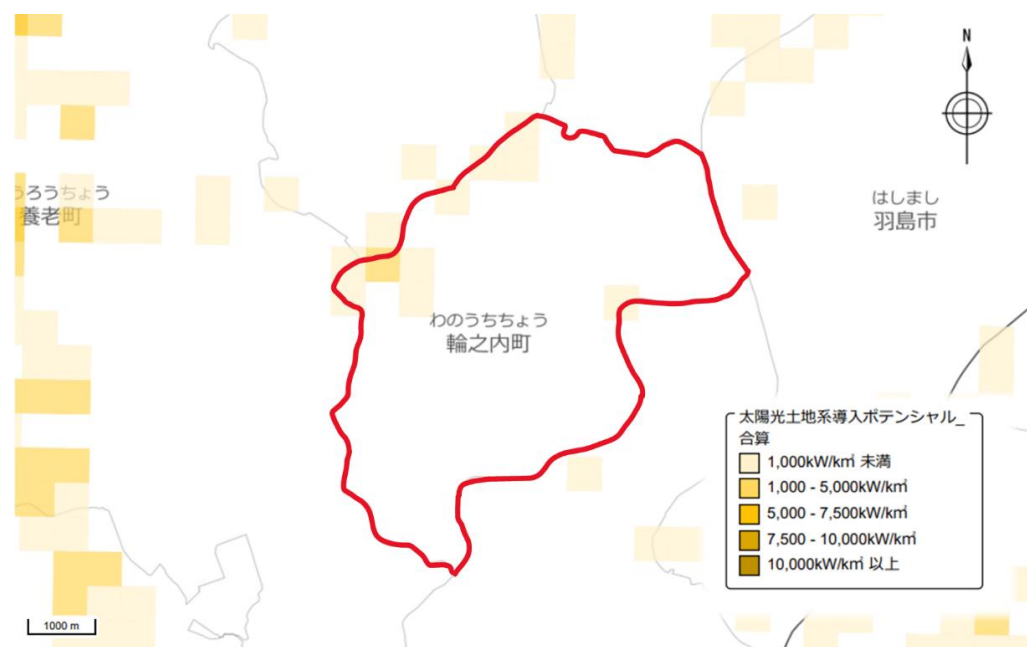 N
うろうちょう
養老町
はしまし
羽島市
わのうちちょう
輪之内町
太陽光土地系導入ポテンシャル_
合算
1,000kW/k㎡ 未満
1,000 - 5,000kW/k㎡
5,000 - 7,500kW/k㎡
7,500 - 10,000kW/k㎡
10,000kW/k㎡ 以上
1000 m